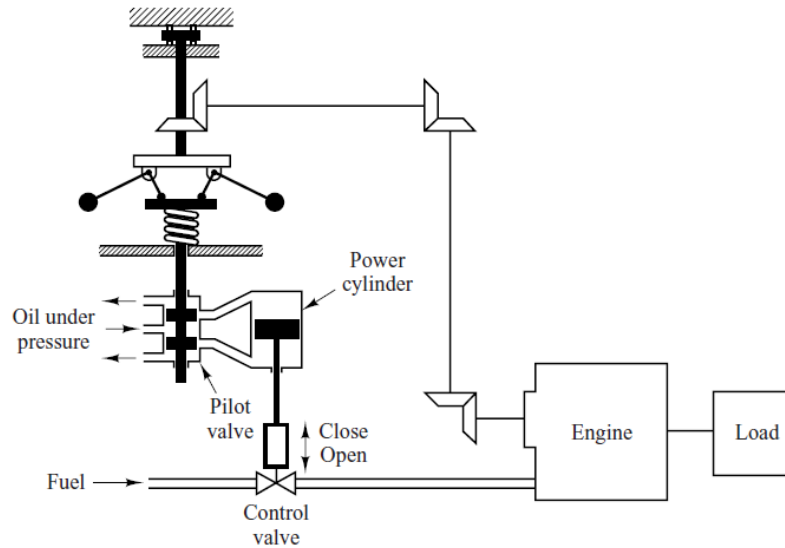 Power
cylinder
Oil under
pressure
Pilot
valve
Close
Open
Engine
Load
Fuel
Control
valve